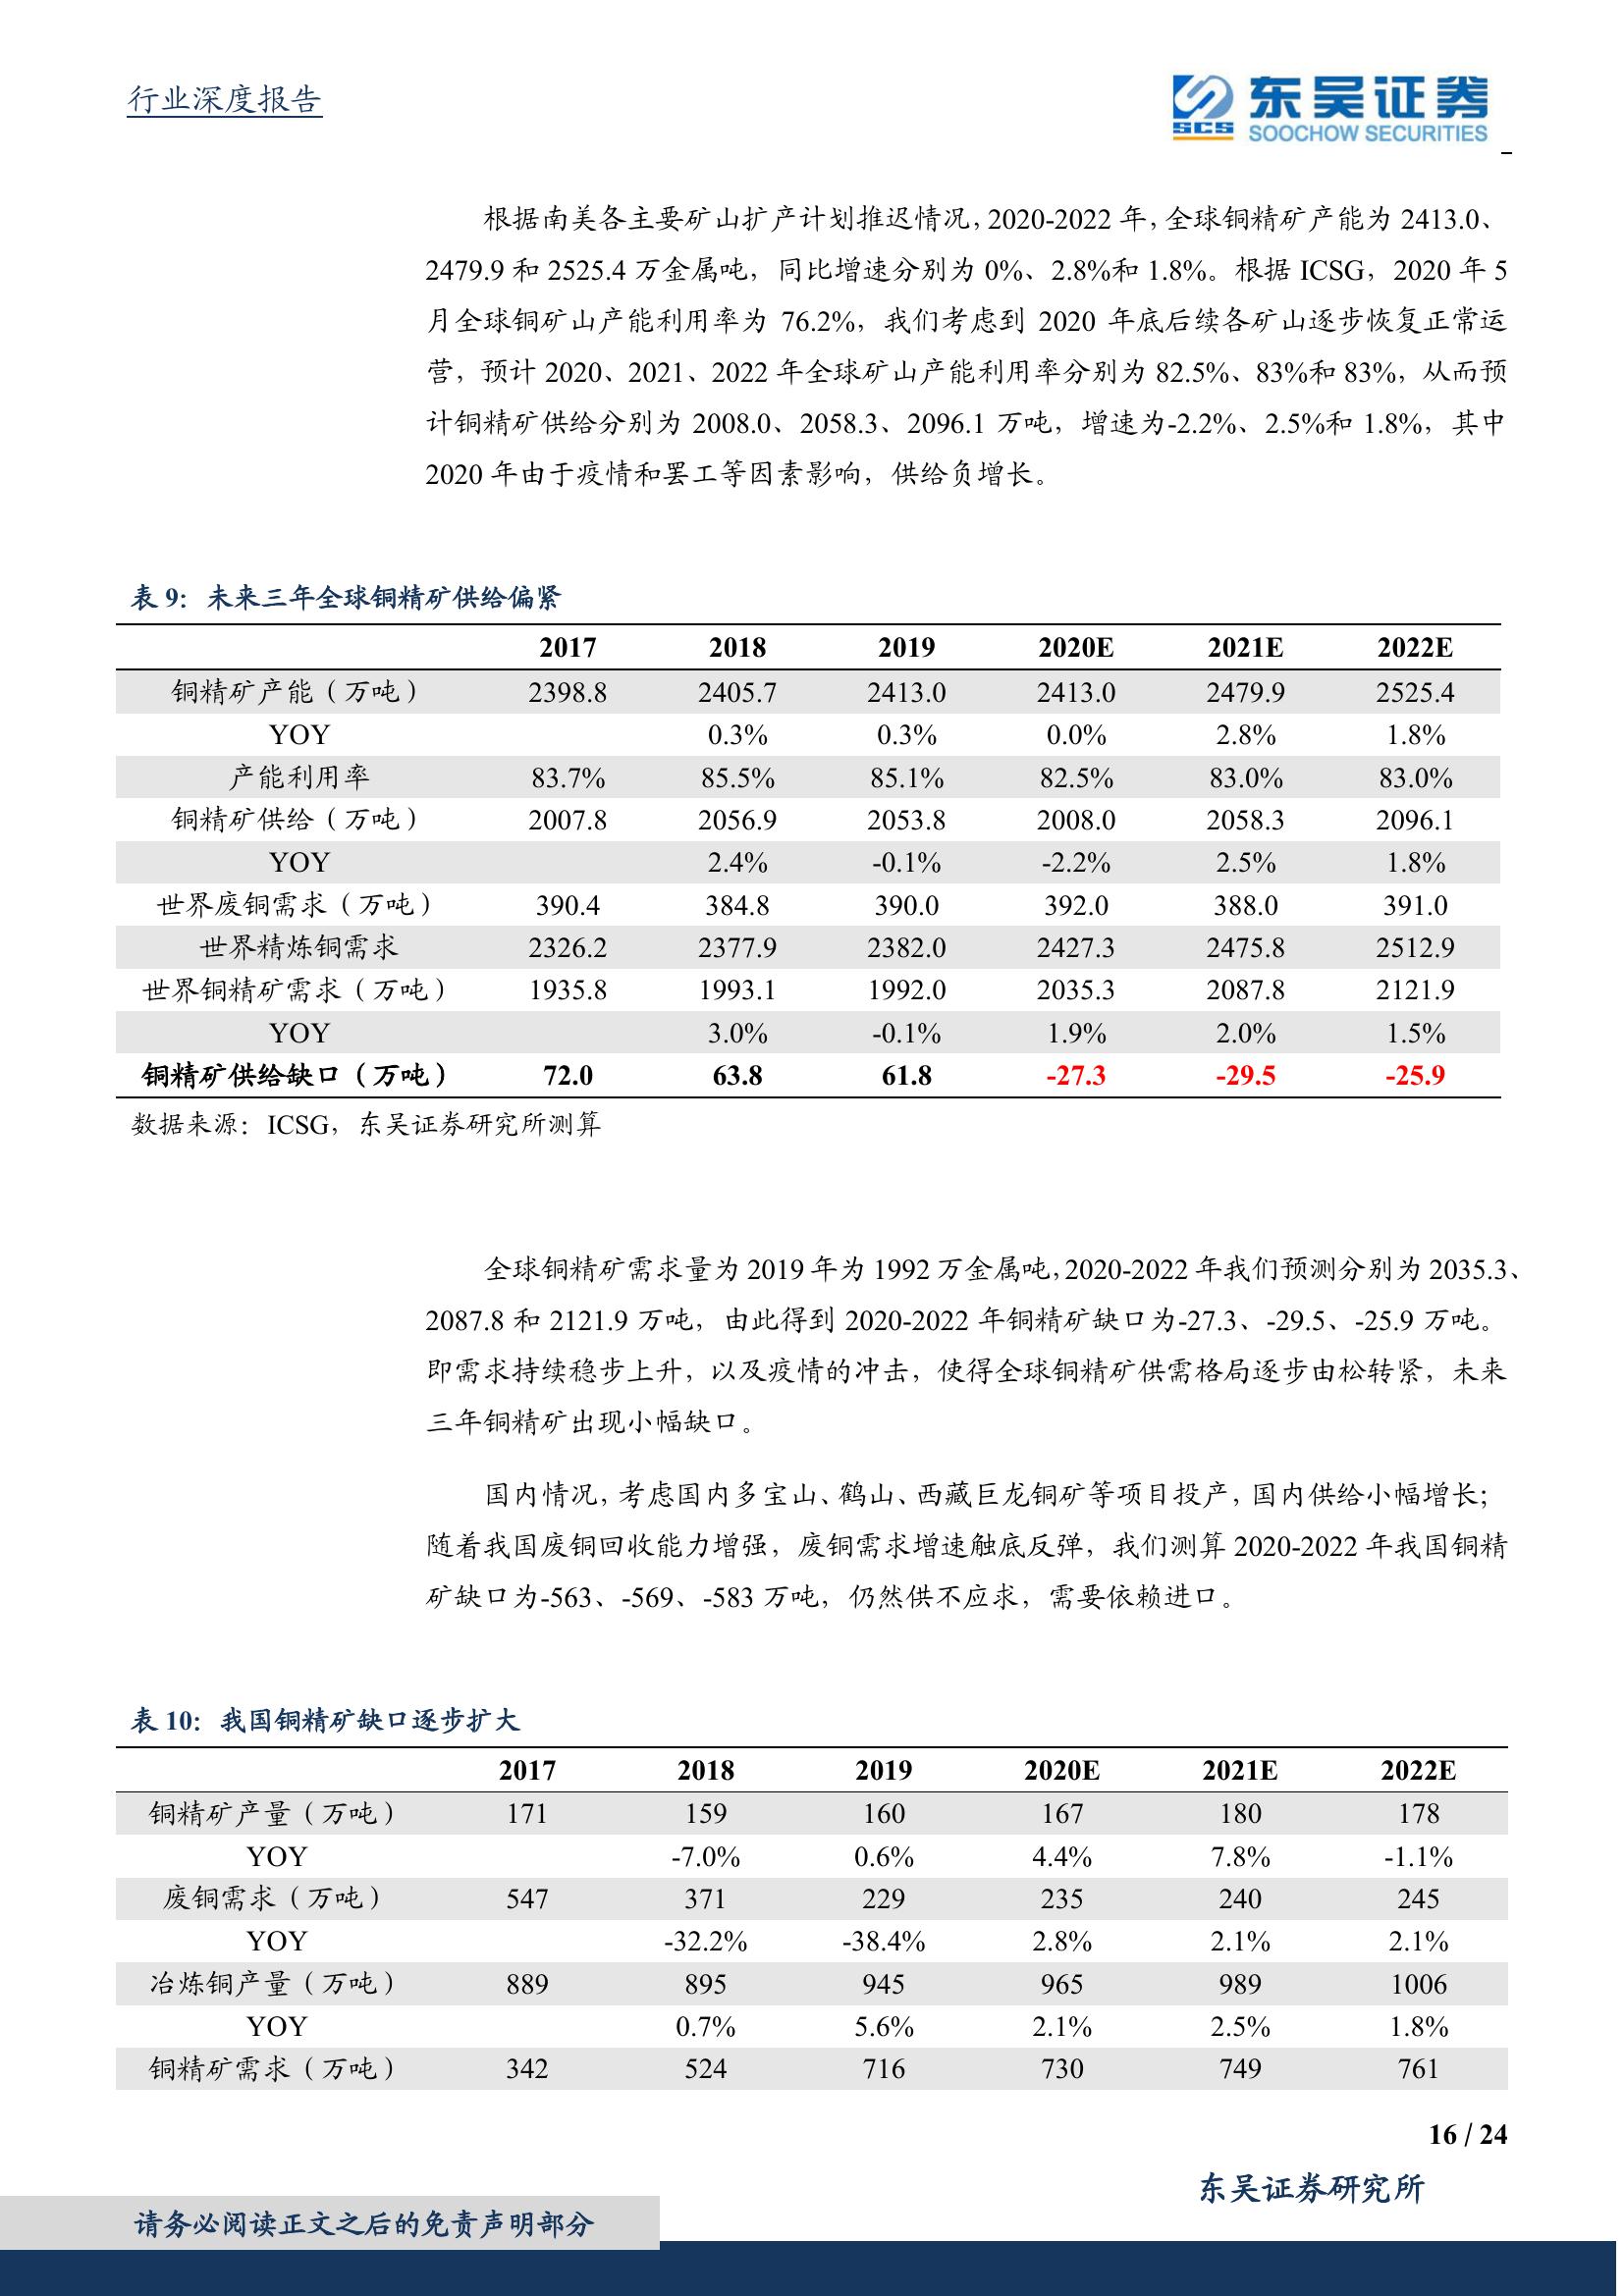 行业深度报告
东吴证券
SCS SOOCHOW SECURITIES
根据南美各主要矿山扩产计划推迟情况，2020-2022 年，全球铜精矿产能为 2413.0、
2479.9 和 2525.4 万金属吨，同比增速分别为 0%、2.8%和 1.8%。根据 ICSG，2020 年 5
月全球铜矿山产能利用率为 76.2%，我们考虑到 2020 年底后续各矿山逐步恢复正常运
营，预计 2020、2021、2022 年全球矿山产能利用率分别为 82.5%、83%和 83%，从而预
计铜精矿供给分别为 2008.0、2058.3、2096.1 万吨，增速为-2.2%、2.5%和 1.8%，其中
2020 年由于疫情和罢工等因素影响，供给负增长。
表 9：未来三年全球铜精矿供给偏紧
2017 2018 2019 2020E 2021E 2022E
铜精矿产能（万吨） 2398.8 2405.7 2413.0 2413.0 2479.9 2525.4
YOY 0.3% 0.3% 0.0% 2.8% 1.8%
产能利用率 83.7% 85.5% 85.1% 82.5% 83.0% 83.0%
铜精矿供给（万吨） 2007.8 2056.9 2053.8 2008.0 2058.3 2096.1
YOY 2.4% -0.1% -2.2% 2.5% 1.8%
世界废铜需求（万吨） 390.4 384.8 390.0 392.0 388.0 391.0
世界精炼铜需求 2326.2 2377.9 2382.0 2427.3 2475.8 2512.9
世界铜精矿需求（万吨） 1935.8 1993.1 1992.0 2035.3 2087.8 2121.9
YOY 3.0% -0.1% 1.9% 2.0% 1.5%
铜精矿供给缺口（万吨） 72.0 63.8 61.8 -27.3 -29.5 -25.9
数据来源：ICSG，东吴证券研究所测算
全球铜精矿需求量为 2019 年为 1992 万金属吨，2020-2022 年我们预测分别为 2035.3、
2087.8 和 2121.9 万吨，由此得到 2020-2022 年铜精矿缺口为-27.3、-29.5、-25.9 万吨。
即需求持续稳步上升，以及疫情的冲击，使得全球铜精矿供需格局逐步由松转紧，未来
三年铜精矿出现小幅缺口。
国内情况，考虑国内多宝山、鹤山、西藏巨龙铜矿等项目投产，国内供给小幅增长；
随着我国废铜回收能力增强，废铜需求增速触底反弹，我们测算 2020-2022 年我国铜精
矿缺口为-563、-569、-583 万吨，仍然供不应求，需要依赖进口。
表 10：我国铜精矿缺口逐步扩大
2017 2018 2019 2020E 2021E 2022E
铜精矿产量（万吨） 171 159 160 167 180 178
YOY -7.0% 0.6% 4.4% 7.8% -1.1%
废铜需求（万吨） 547 371 229 235 240 245
YOY -32.2% -38.4% 2.8% 2.1% 2.1%
冶炼铜产量（万吨） 889 895 945 965 989 1006
YOY 0.7% 5.6% 2.1% 2.5% 1.8%
铜精矿需求（万吨） 342 524 716 730 749 761
16 / 24
东吴证券研究所
请务必阅读正文之后的免责声明部分